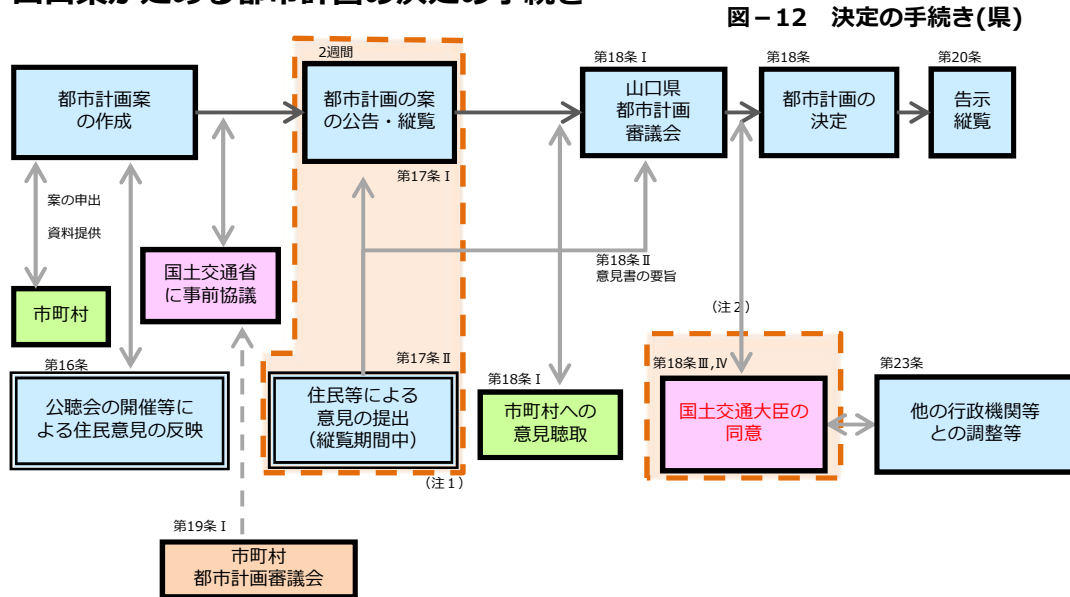 図－12 決定の手続き(県)
2週間
第18条Ⅰ
第18条
第20条
都市計画案
の作成
都市計画の案
の公告・縦覧
山口県
都市計画
審議会
都市計画の
決定
告示
縦覧
第17条Ⅰ
案の申出
資料提供
国土交通省
に事前協議
第18条Ⅱ
意見書の要旨
市町村
（注２）
第16条
第17条Ⅱ
第18条Ⅰ
第18条Ⅲ,Ⅳ
第23条
公聴会の開催等に
よる住民意見の反映
住民等による
意見の提出
（縦覧期間中）
市町村への
意見聴取
国土交通大臣の
同意
他の行政機関等
との調整等
（注１）
第19条Ⅰ
市町村
都市計画審議会